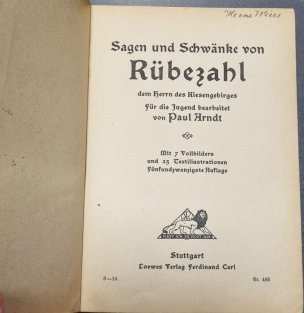 Sagen und Schwänke von
Rübezahl
dem Herrn des Riesengebirges
für die Jugend bearbeitet
von Paul Arndt
Mit 7 Vollbildern
und 25 Textillustrationen
Fünfundzwanzigste Auflage
Stuttgart
Loewes Verlag Ferdinand Carl
Nr. 485